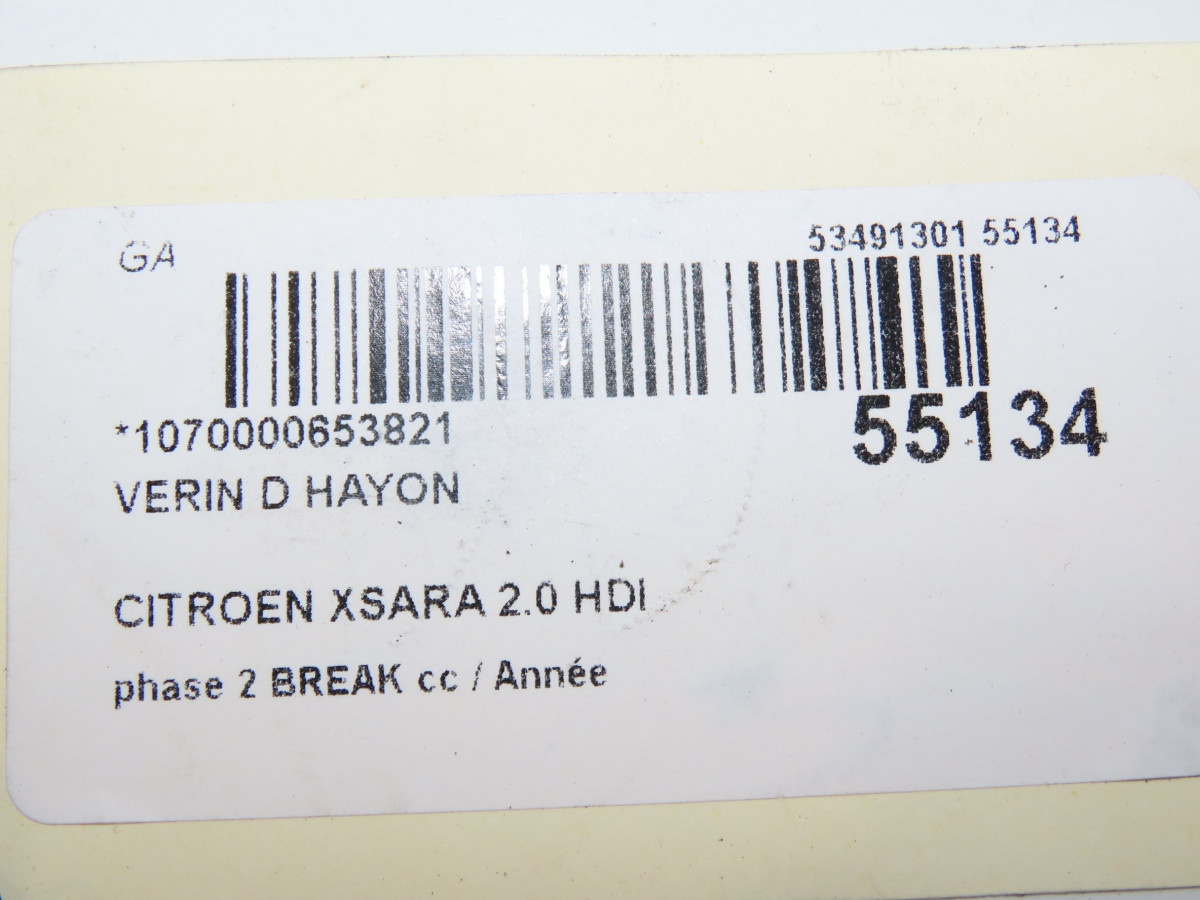 GA
53491301 55134
*1070000653821
55134
VERIN D HAYON
CITROEN XSARA 2.0 HDI
phase 2 BREAK cc / Année